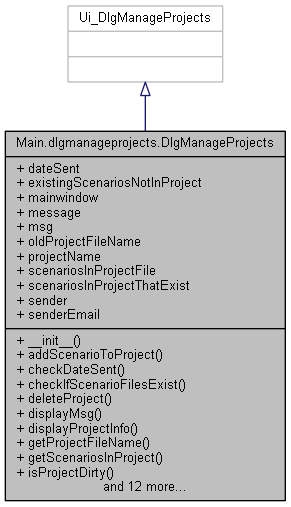 Ui_DlgManageProjects
Main.dlgmanageprojects.DlgManageProjects
+ dateSent
+ existingScenariosNotInProject
+ mainwindow
+ message
+ msg
+ oldProjectFileName
+ projectName
+ scenariosInProjectFile
+ scenariosInProjectThatExist
+ sender
+ senderEmail
+ __init__()
+ addScenarioToProject()
+ checkDateSent()
+ checkIfScenarioFilesExist()
+ deleteProject()
+ displayMsg()
+ displayProjectInfo()
+ getProjectFileName()
+ getScenariosInProject()
+ isProjectDirty()
and 12 more...